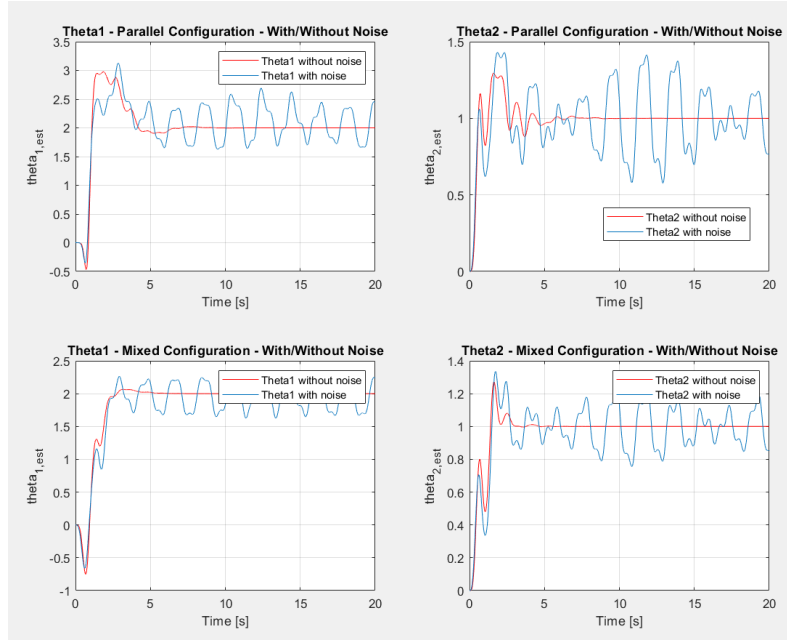 Theta1 - Parallel Configuration - With/Without Noise
3.5
3
2.5
2
1.5
1
0.5
0
-0.5
theta1,est
Theta1 without noise
Theta1 with noise
0 5 10 15 20
Time [s]
Theta2 - Parallel Configuration - With/Without Noise
1.5
1
0.5
0
theta2,est
Theta2 without noise
Theta2 with noise
0 5 10 15 20
Time [s]
Theta1 - Mixed Configuration - With/Without Noise
2.5
2
1.5
1
0.5
0
-0.5
-1
theta1,est
Theta1 without noise
Theta1 with noise
0 5 10 15 20
Time [s]
Theta2 - Mixed Configuration - With/Without Noise
1.4
1.2
1
0.8
0.6
0.4
0.2
0
theta2,est
Theta2 without noise
Theta2 with noise
0 5 10 15 20
Time [s]